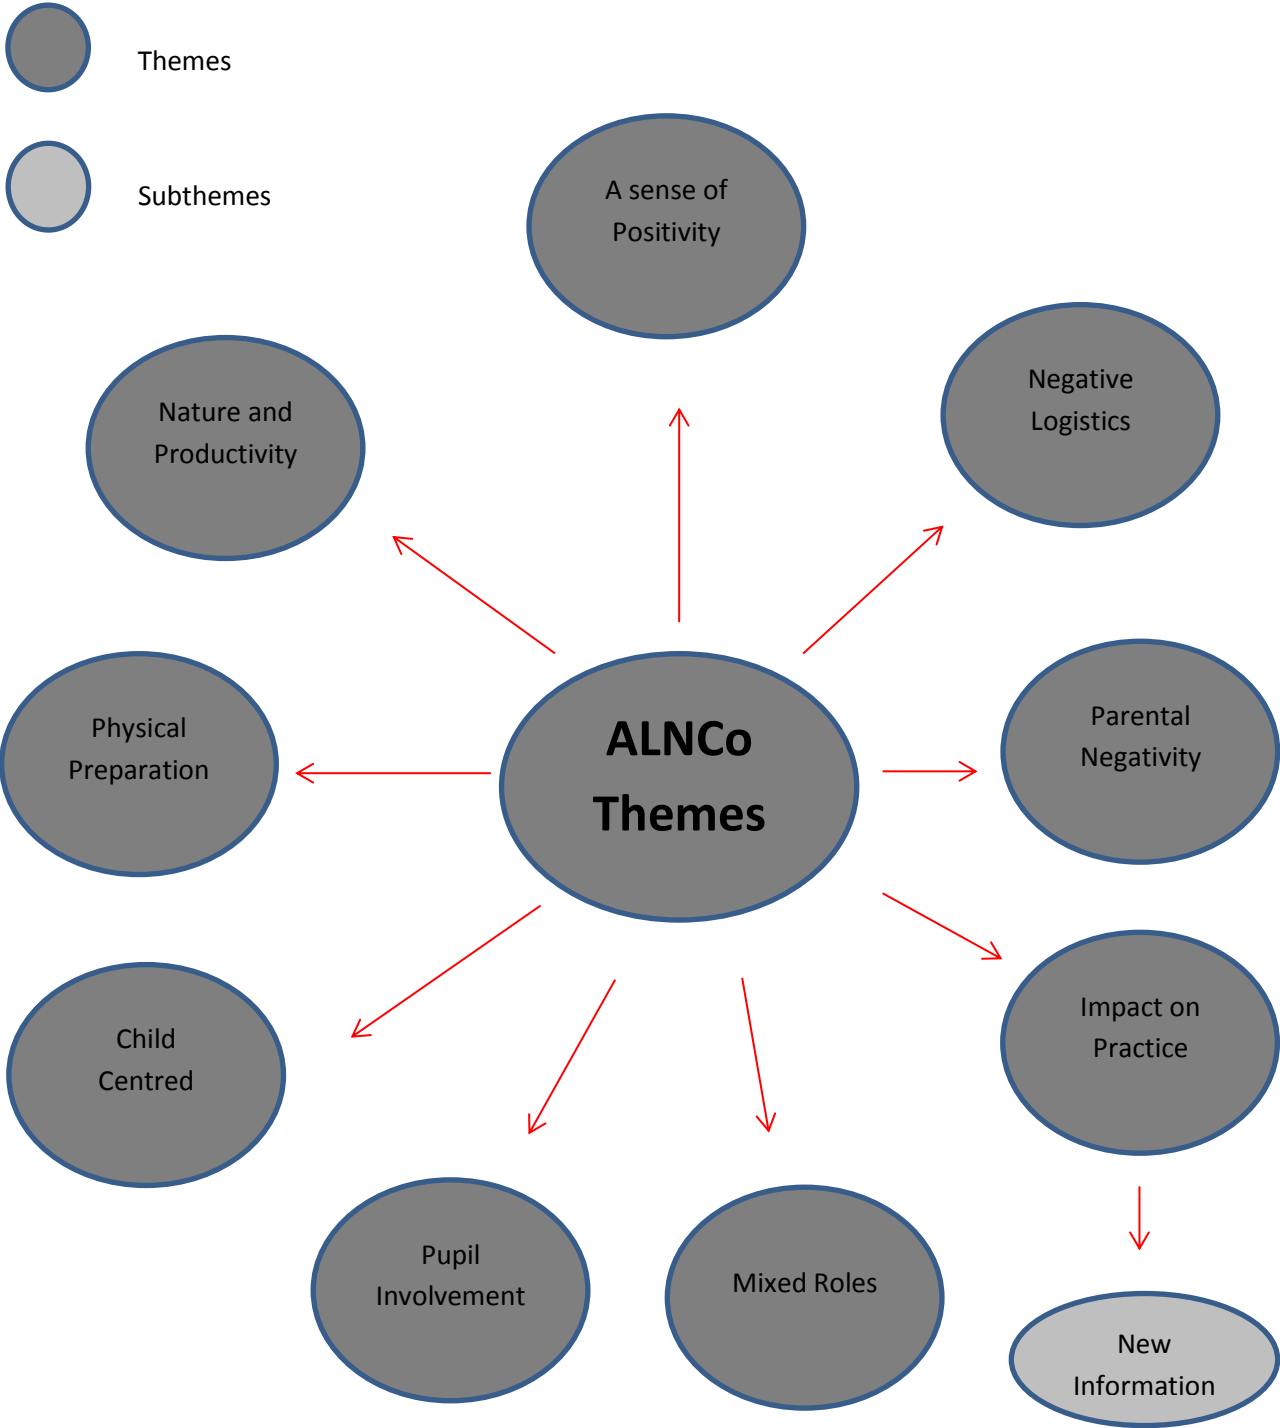 Themes
Subthemes
A sense of
Positivity
Negative
Logistics
Nature and
Productivity
Physical
Preparation
ALNCo
Themes
Parental
Negativity
Child
Centred
Impact on
Practice
Pupil
Involvement
Mixed Roles
New
Information